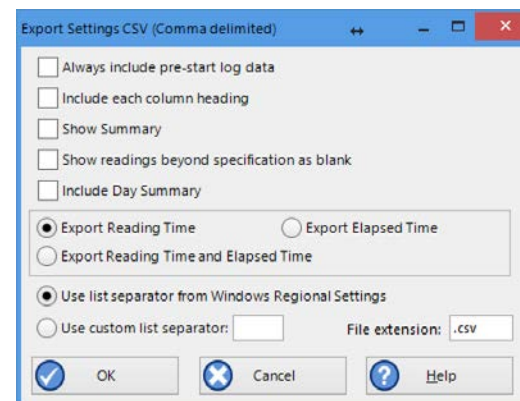 Export Settings CSV (Comma delimited)
Always include pre-start log data
Include each column heading
Show Summary
Show readings beyond specification as blank
Include Day Summary
Export Reading Time Export Elapsed Time
Export Reading Time and Elapsed Time
Use list separator from Windows Regional Settings
Use custom list separator: File extension: .csv
OK Cancel Help